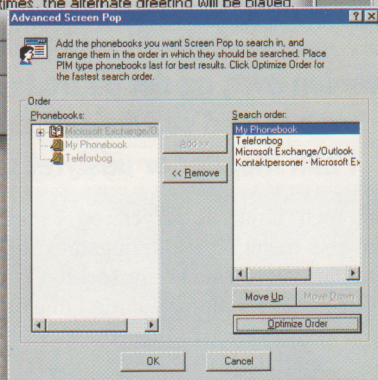 times, the alternate greeting will be played.
Advanced Screen Pop
Add the phonebooks you want Screen Pop to search in, and
arrange them in the order in which they should be searched. Place
PIM type phonebooks last for best results. Click Optimize Order for
the fastest search order.
Order
Phonebooks:
Microsoft Exchange/O
My Phonebook
Telefonbog
Add >>
<< Remove
Search order:
My Phonebook
Telefonbog
Microsoft Exchange/Outlook
Kontaktpersoner - Microsoft Ex
Move Up
Move Down
Optimize Order
OK
Cancel